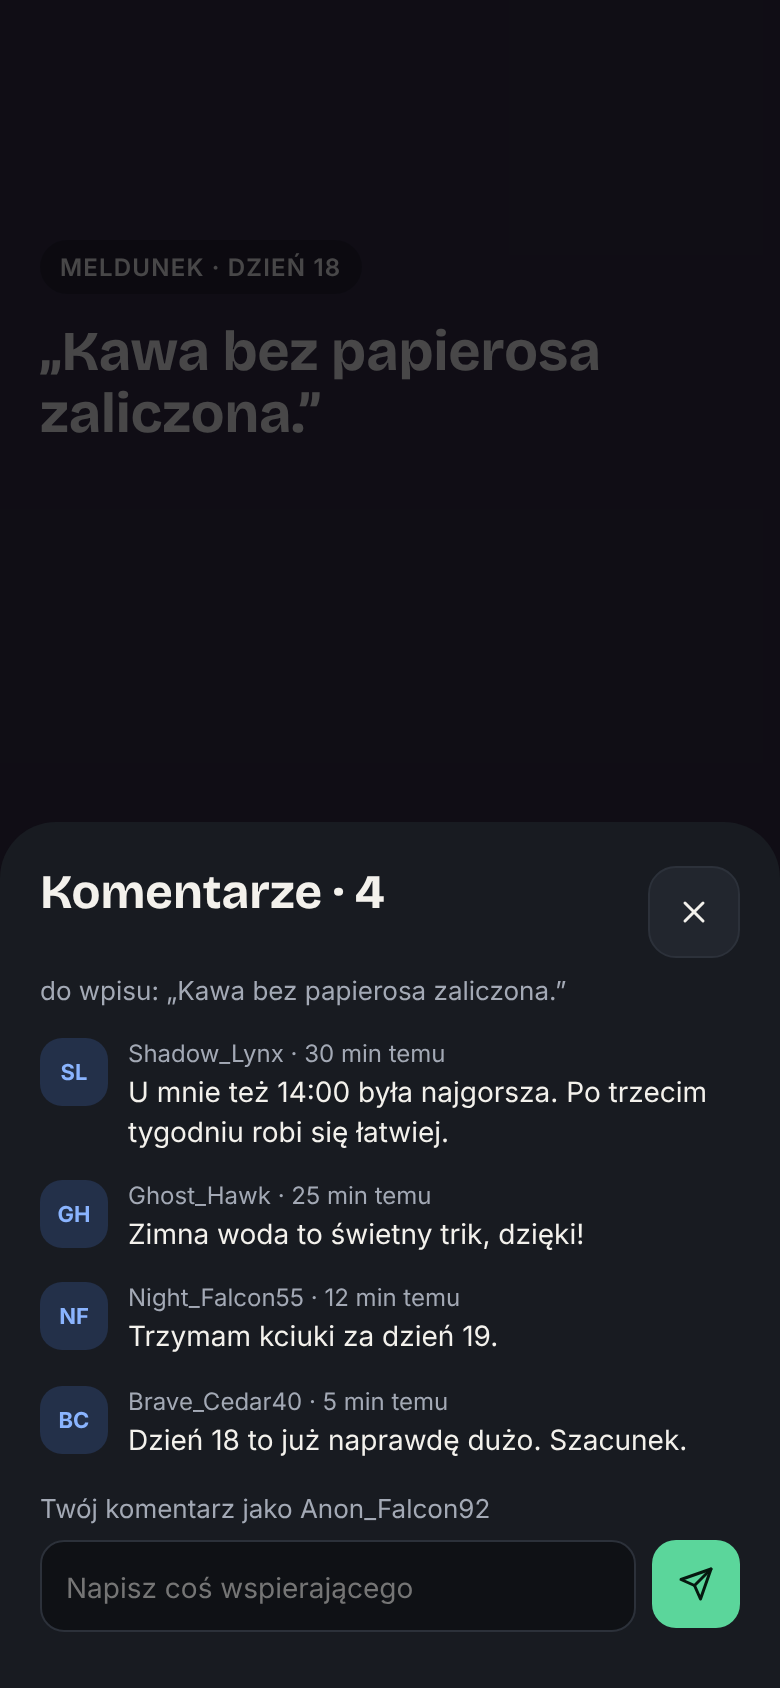 MELDUNEK · DZIEŃ 18
„Kawa bez papierosa
zaliczona.”
Komentarze · 4
do wpisu: „Kawa bez papierosa zaliczona.”
SL
Shadow_Lynx · 30 min temu
U mnie też 14:00 była najgorsza. Po trzecim
tygodniu robi się łatwiej.
GH
Ghost_Hawk · 25 min temu
Zimna woda to świetny trik, dzięki!
NF
Night_Falcon55 · 12 min temu
Trzymam kciuki za dzień 19.
BC
Brave_Cedar40 · 5 min temu
Dzień 18 to już naprawdę dużo. Szacunek.
Twój komentarz jako Anon_Falcon92
Napisz coś wspierającego